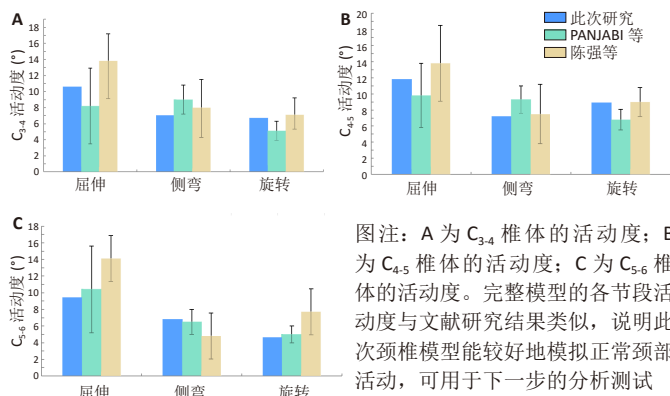 A
C3-4 活动度 (°)
18
16
14
12
10
8
6
4
2
0
屈伸
侧弯
旋转
B
C4-5 活动度 (°)
20
18
16
14
12
10
8
6
4
2
0
屈伸
侧弯
旋转
此次研究
PANJABI 等
陈强等
C
C5-6 活动度 (°)
18
16
14
12
10
8
6
4
2
0
屈伸
侧弯
旋转
图注：A 为 C3-4 椎体的活动度；B
为 C4-5 椎体的活动度；C 为 C5-6 椎
体的活动度。完整模型的各节段活
动度与文献研究结果类似，说明此
次颈椎模型能较好地模拟正常颈部
活动，可用于下一步的分析测试